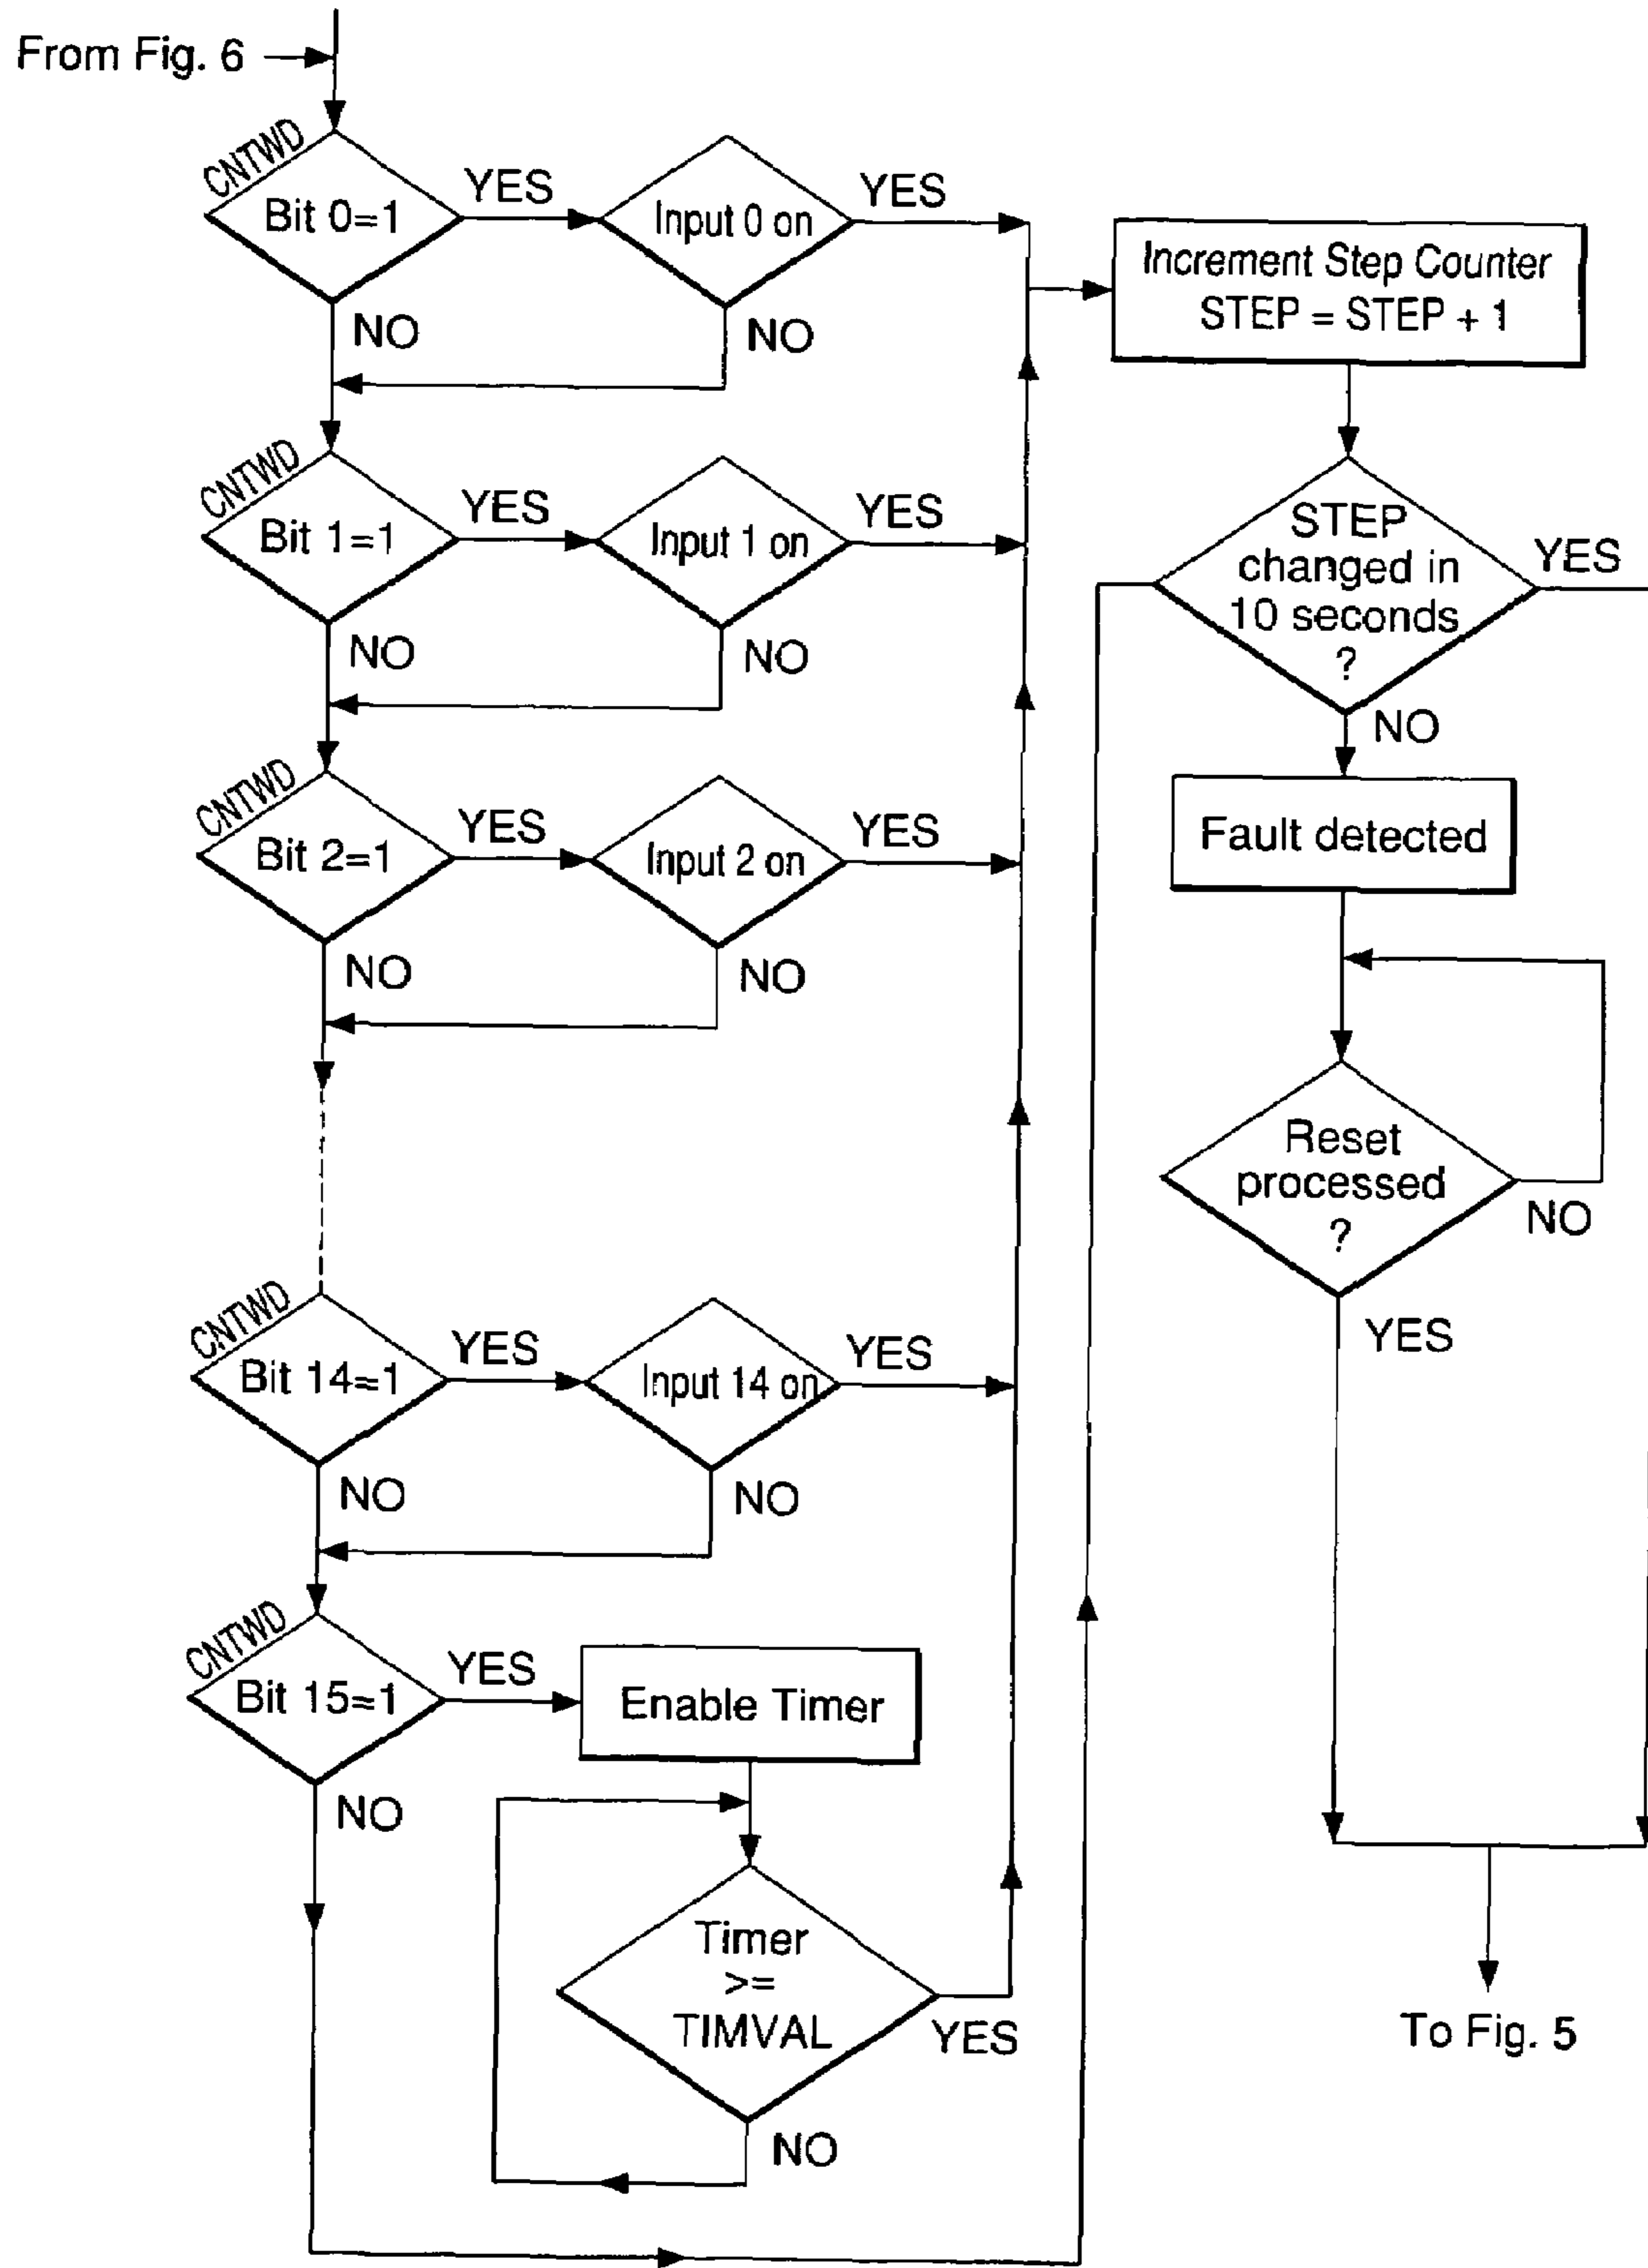 From Fig. 6
CNTWD
Bit 0=1
YES
Input 0 on
YES
NO
NO
CNTWD
Bit 1=1
YES
Input 1 on
YES
NO
NO
CNTWD
Bit 2=1
YES
Input 2 on
YES
NO
NO
CNTWD
Bit 14=1
YES
Input 14 on
YES
NO
NO
CNTWD
Bit 15=1
YES
Enable Timer
NO
Timer
>=
TIMVAL
YES
NO
Increment Step Counter
STEP = STEP + 1
STEP
changed in
10 seconds
?
YES
NO
Fault detected
Reset
processed
?
NO
YES
To Fig. 5